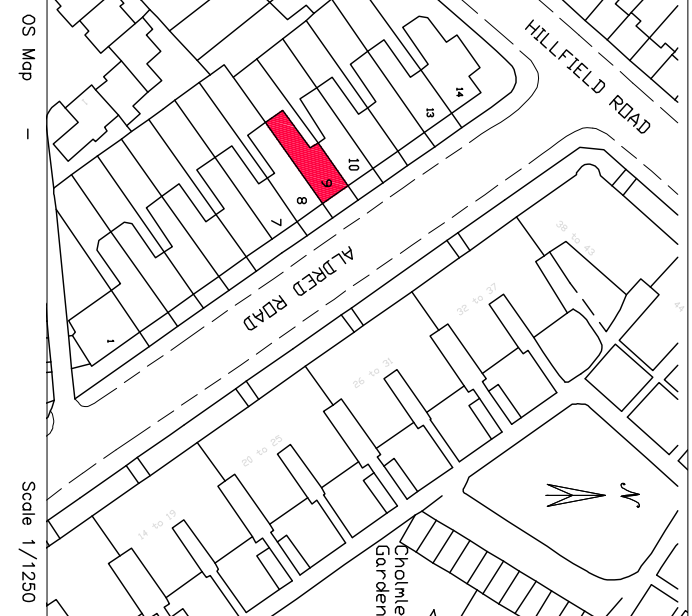 OS Map
—
Scale 1/1250
HILLFIELD ROAD
14
13
10
9
8
7
1
ALDRED ROAD
38 to 43
44
32 to 37
26 to 31
20 to 25
14 to 19
N
Cholmle
Garden